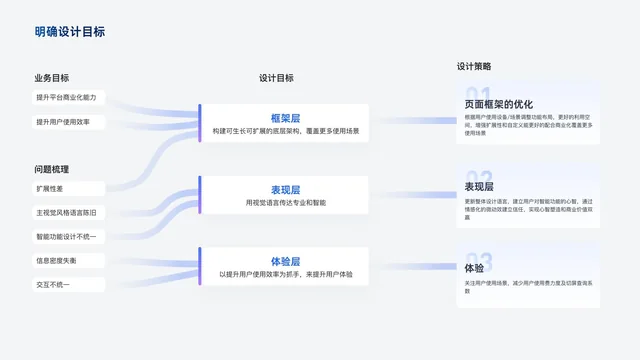 明确设计目标
业务目标
提升平台商业化能力
提升用户使用效率
问题梳理
扩展性差
主视觉风格语言陈旧
智能功能设计不统一
信息密度失衡
交互不统一
设计目标
框架层
构建可生长可扩展的底层架构，覆盖更多使用场景
表现层
用视觉语言传达专业和智能
体验层
以提升用户使用效率为抓手，来提升用户体验
设计策略
01
页面框架的优化
根据用户使用设备/场景调整功能布局、更好的利用空
间，增强扩展性和自定义能更好的配合商业化覆盖更多
使用场景
02
表现层
更新整体设计语言，建立用户对智能功能的心智，通过
情感化的微动效建立信任，实现心智塑造和商业价值双
赢
03
体验
关注用户使用场景，减少用户使用费力度及切屏查询系
数